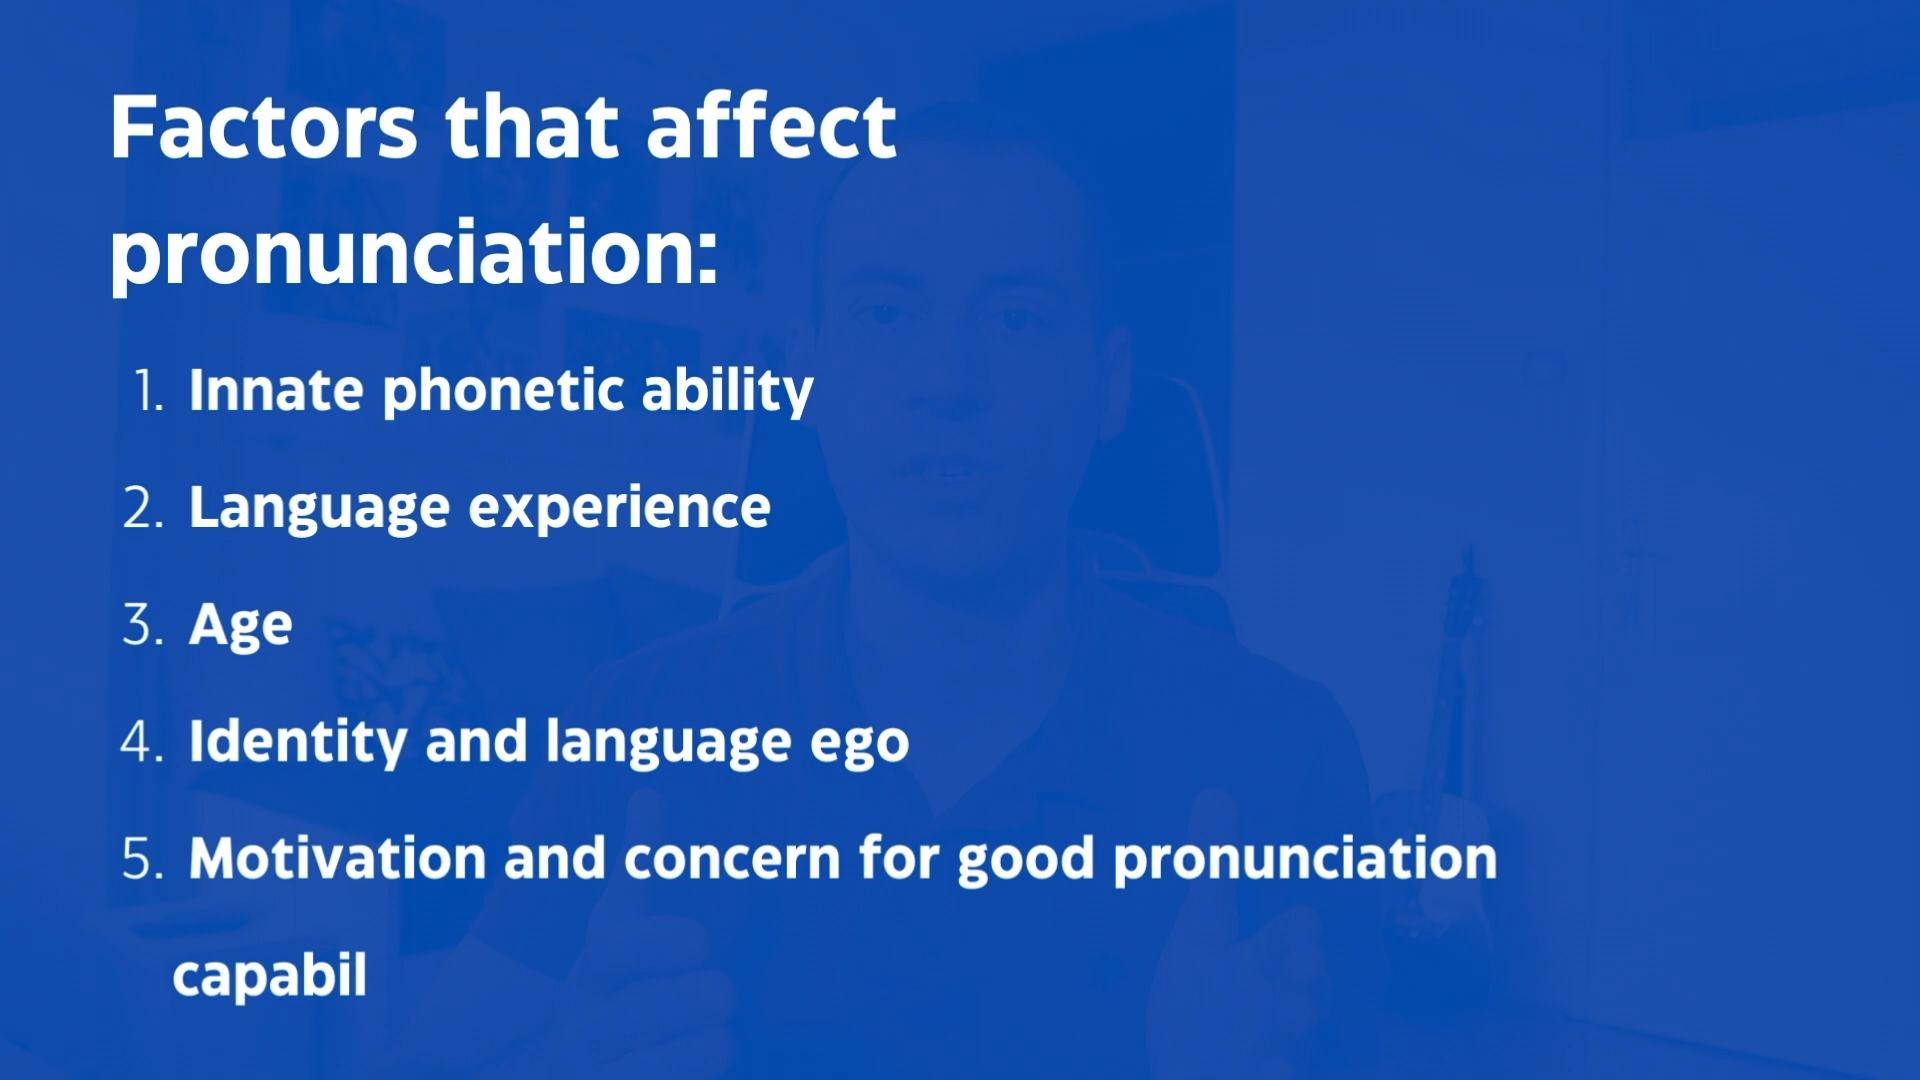 Factors that affect
pronunciation:
1. Innate phonetic ability
2. Language experience
3. Age
4. Identity and language ego
5. Motivation and concern for good pronunciation
capabil